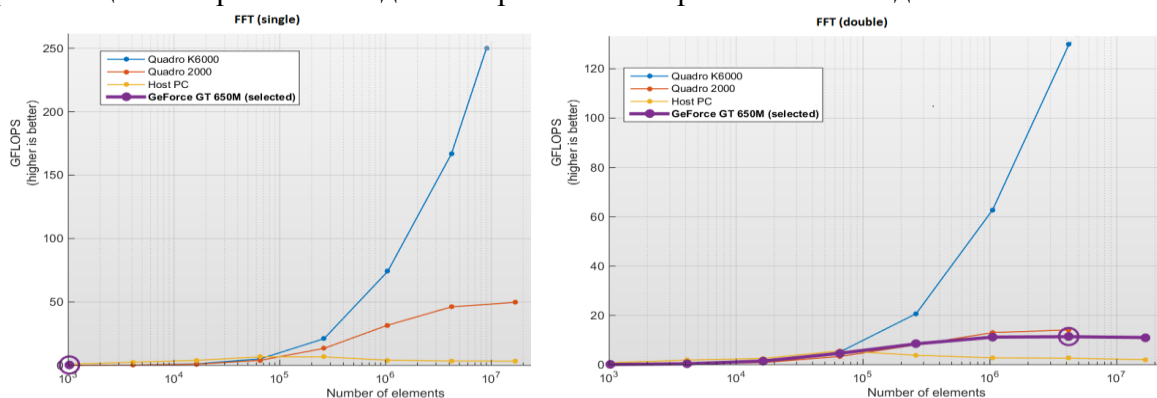 FFT (single)
250
200
150
100
50
0
GFLOPS
(higher is better)
Quadro K6000
Quadro 2000
Host PC
GeForce GT 650M (selected)
10^3
10^4
10^5
10^6
10^7
Number of elements
FFT (double)
120
100
80
60
40
20
0
GFLOPS
(higher is better)
Quadro K6000
Quadro 2000
Host PC
GeForce GT 650M (selected)
10^3
10^4
10^5
10^6
10^7
Number of elements